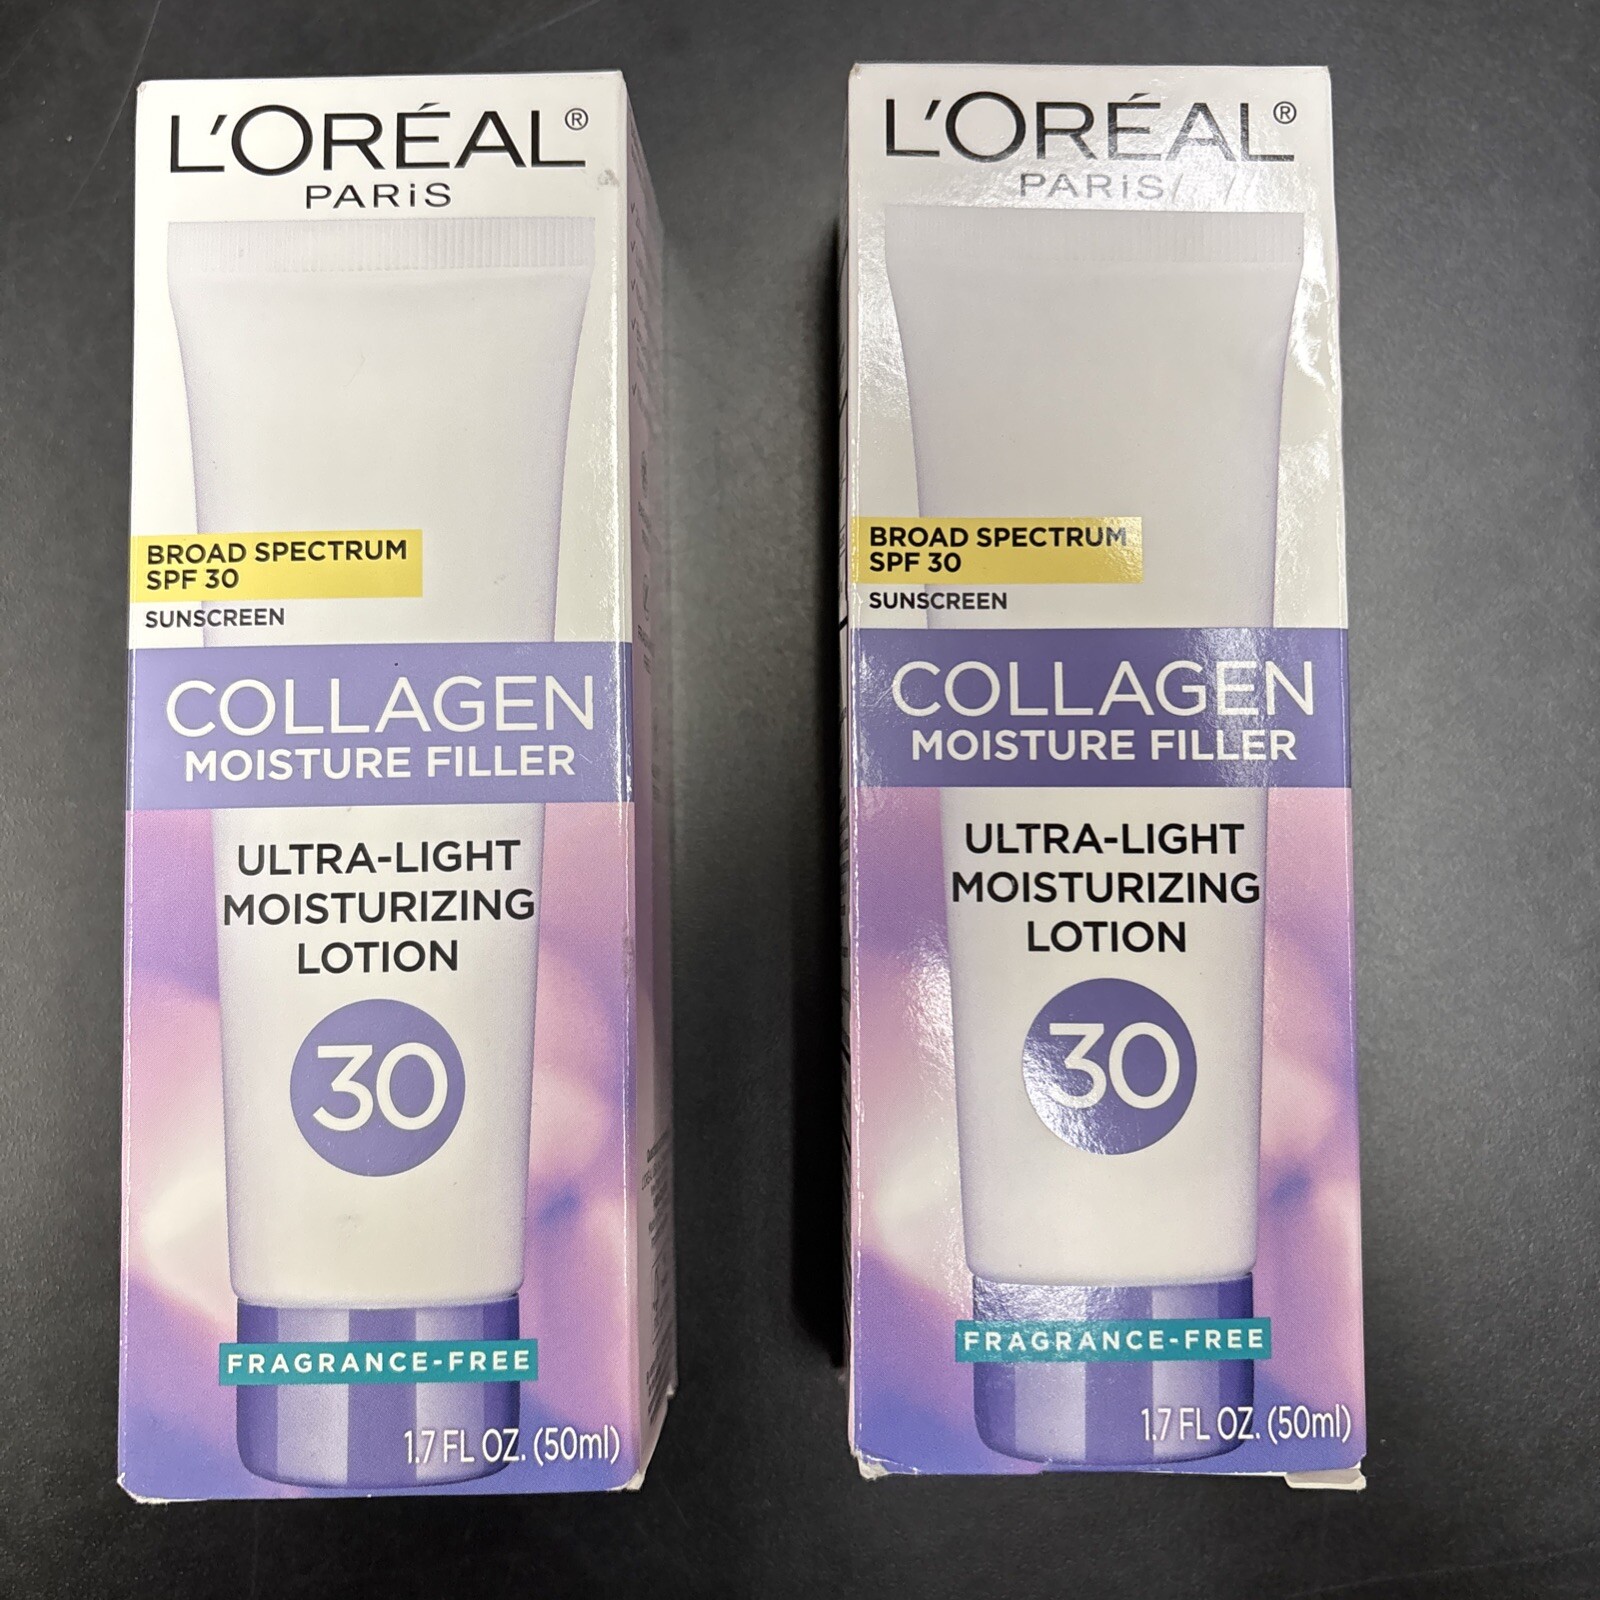 L'ORÉAL®
PARiS
BROAD SPECTRUM
SPF 30
SUNSCREEN
COLLAGEN
MOISTURE FILLER
ULTRA-LIGHT
MOISTURIZING
LOTION
30
FRAGRANCE-FREE
1.7 FL OZ. (50ml)
L'ORÉAL®
PARiS
BROAD SPECTRUM
SPF 30
SUNSCREEN
COLLAGEN
MOISTURE FILLER
ULTRA-LIGHT
MOISTURIZING
LOTION
30
FRAGRANCE-FREE
1.7 FL OZ. (50ml)